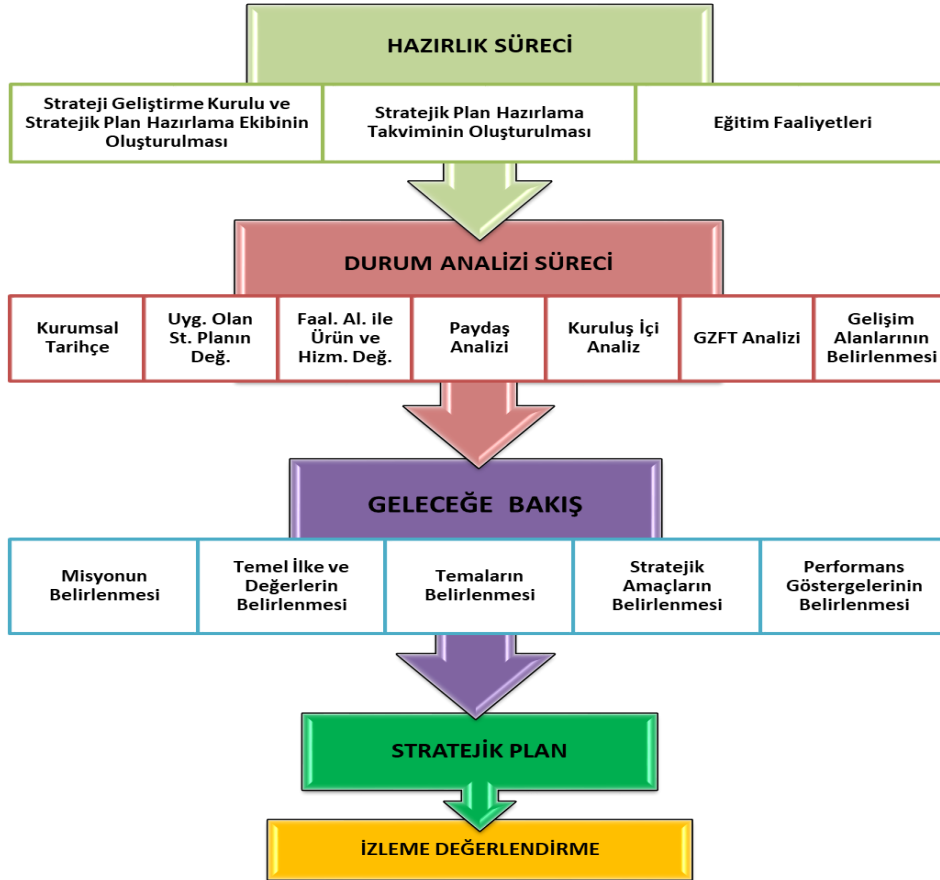 HAZIRLIK SÜRECİ
Strateji Geliştirme Kurulu ve
Stratejik Plan Hazırlama Ekibinin
Oluşturulması
Stratejik Plan Hazırlama
Takviminin Oluşturulması
Eğitim Faaliyetleri
DURUM ANALİZİ SÜRECİ
Kurumsal
Tarihçe
Uyg. Olan
St. Planın
Değ.
Faal. Al. ile
Ürün ve
Hizm. Değ.
Paydaş
Analizi
Kuruluş İçi
Analiz
GZFT Analizi
Gelişim
Alanlarının
Belirlenmesi
GELECEĞE BAKIŞ
Misyonun
Belirlenmesi
Temel İlke ve
Değerlerin
Belirlenmesi
Temaların
Belirlenmesi
Stratejik
Amaçların
Belirlenmesi
Performans
Göstergelerinin
Belirlenmesi
STRATEJİK PLAN
İZLEME DEĞERLENDİRME